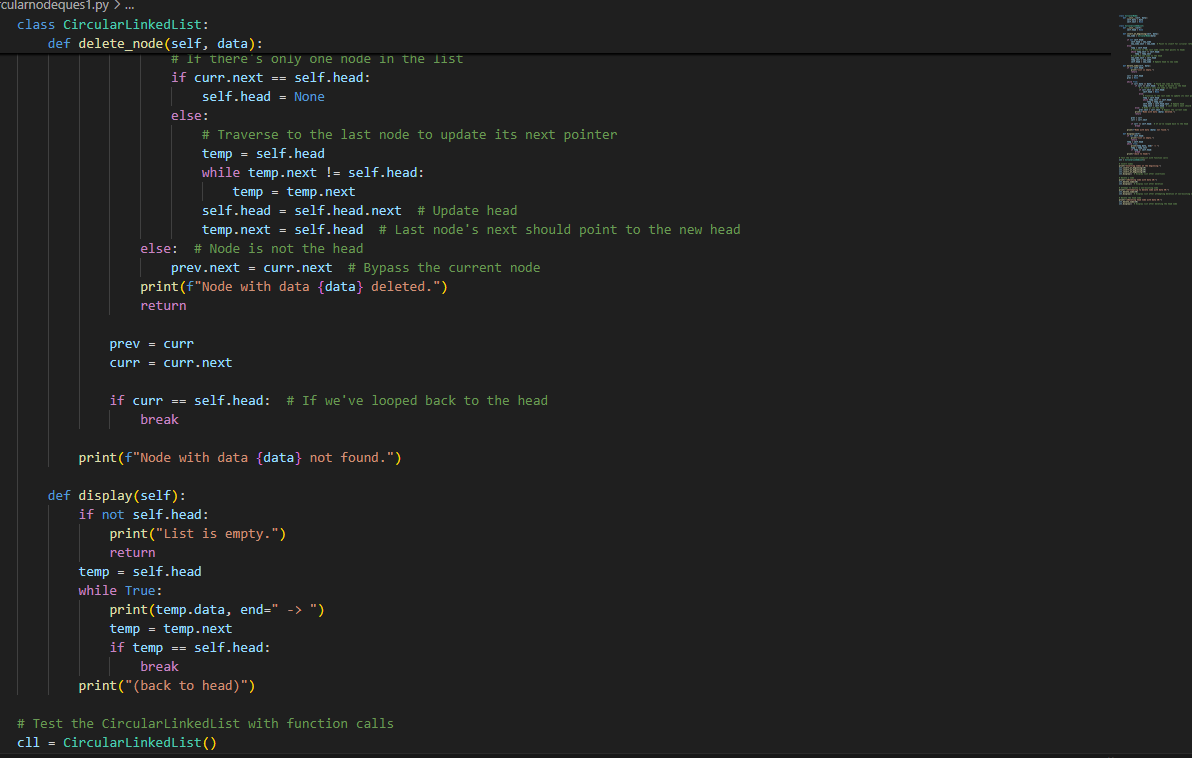 rcularnodeques1.py > ...
class CircularLinkedList:
    def delete_node(self, data):
                    # If there's only one node in the list
                    if curr.next == self.head:
                        self.head = None
                    else:
                        # Traverse to the last node to update its next pointer
                        temp = self.head
                        while temp.next != self.head:
                            temp = temp.next
                        self.head = self.head.next  # Update head
                        temp.next = self.head  # Last node's next should point to the new head
                else:  # Node is not the head
                    prev.next = curr.next  # Bypass the current node
                print(f"Node with data {data} deleted.")
                return

            prev = curr
            curr = curr.next

            if curr == self.head:  # If we've looped back to the head
                break

        print(f"Node with data {data} not found.")

    def display(self):
        if not self.head:
            print("List is empty.")
            return
        temp = self.head
        while True:
            print(temp.data, end=" -> ")
            temp = temp.next
            if temp == self.head:
                break
        print("(back to head)")

# Test the CircularLinkedList with function calls
cll = CircularLinkedList()